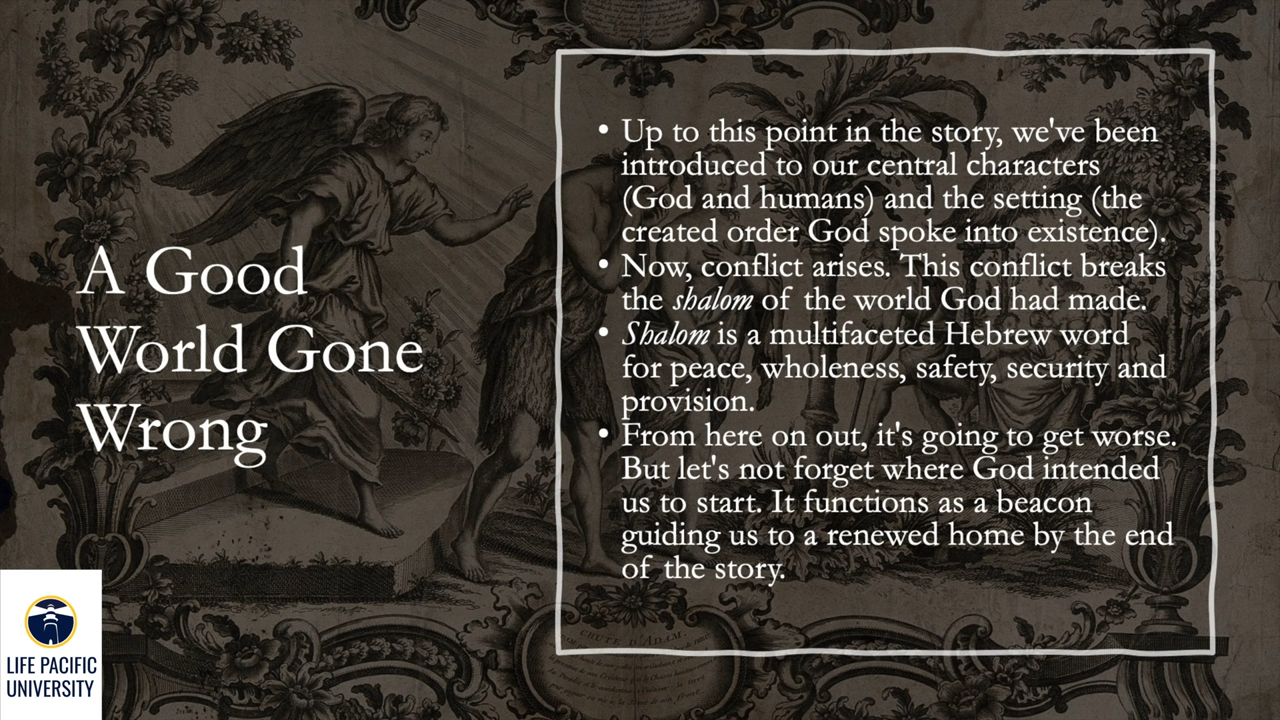 A Good
World Gone
Wrong
• Up to this point in the story, we've been
introduced to our central characters
(God and humans) and the setting (the
created order God spoke into existence).
• Now, conflict arises. This conflict breaks
the shalom of the world God had made.
• Shalom is a multifaceted Hebrew word
for peace, wholeness, safety, security and
provision.
• From here on out, it's going to get worse.
But let's not forget where God intended
us to start. It functions as a beacon
guiding us to a renewed home by the end
of the story.
CHUTE D'ADAM.
LIFE PACIFIC
UNIVERSITY